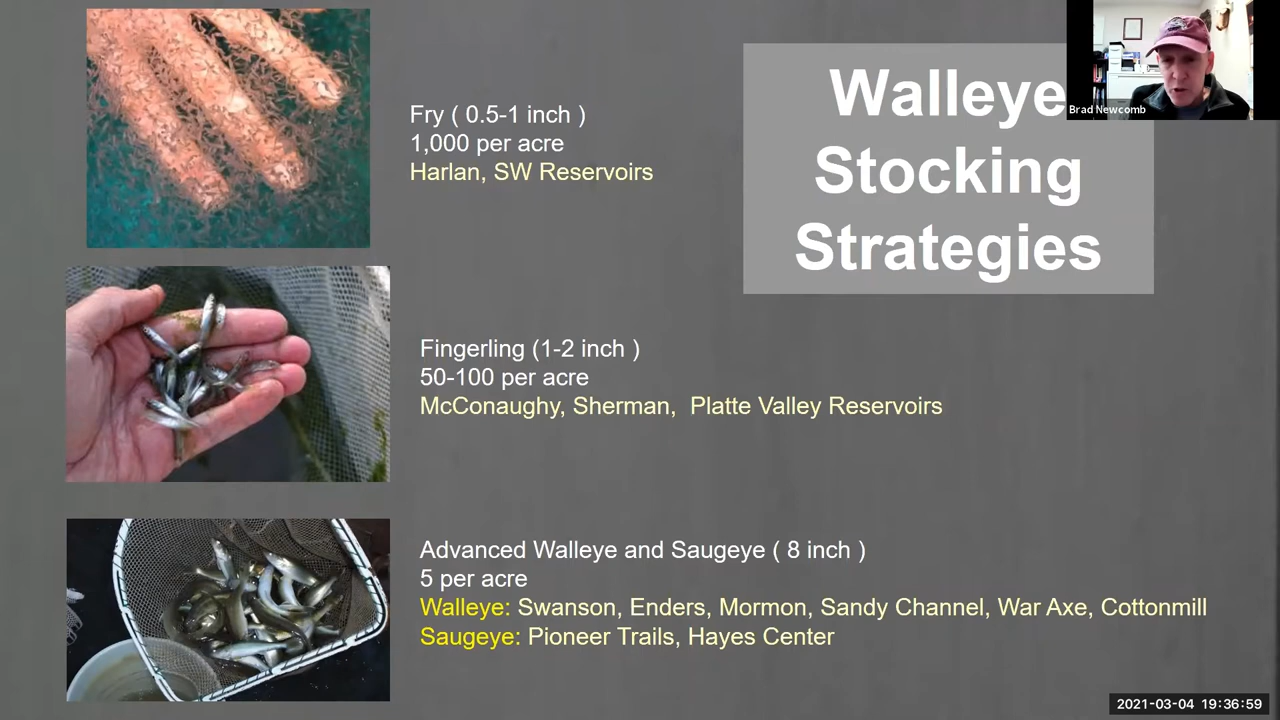 Fry ( 0.5-1 inch )
1,000 per acre
Harlan, SW Reservoirs
Walleye
Stocking
Strategies
Brad Newcomb
Fingerling (1-2 inch )
50-100 per acre
McConaughy, Sherman,  Platte Valley Reservoirs
Advanced Walleye and Saugeye ( 8 inch )
5 per acre
Walleye: Swanson, Enders, Mormon, Sandy Channel, War Axe, Cottonmill
Saugeye: Pioneer Trails, Hayes Center
2021-03-04 19:36:59